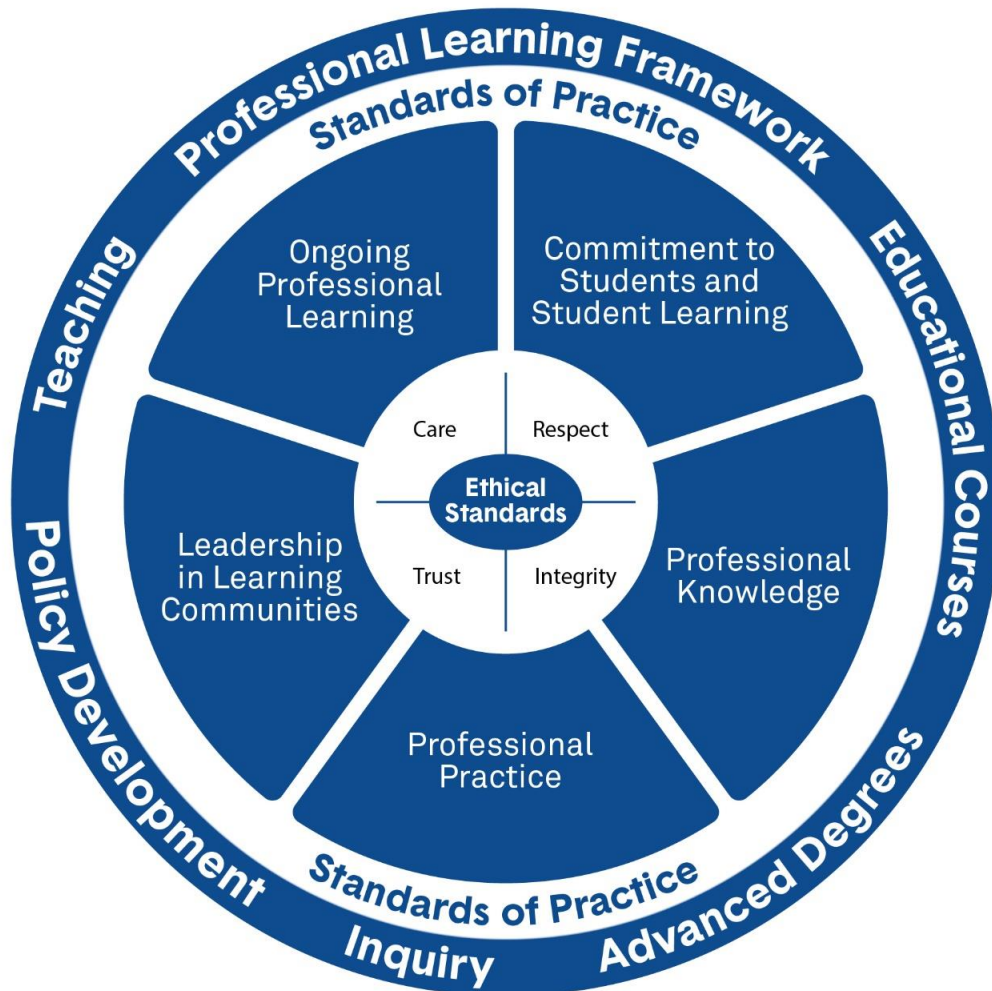 Professional Learning Framework
Standards of Practice
Ongoing
Professional
Learning
Commitment to
Students and
Student Learning
Teaching
Educational Courses
Care
Respect
Ethical
Standards
Trust
Integrity
Leadership
in Learning
Communities
Professional
Knowledge
Professional
Practice
Policy Development
Standards of Practice
Inquiry
Advanced Degrees